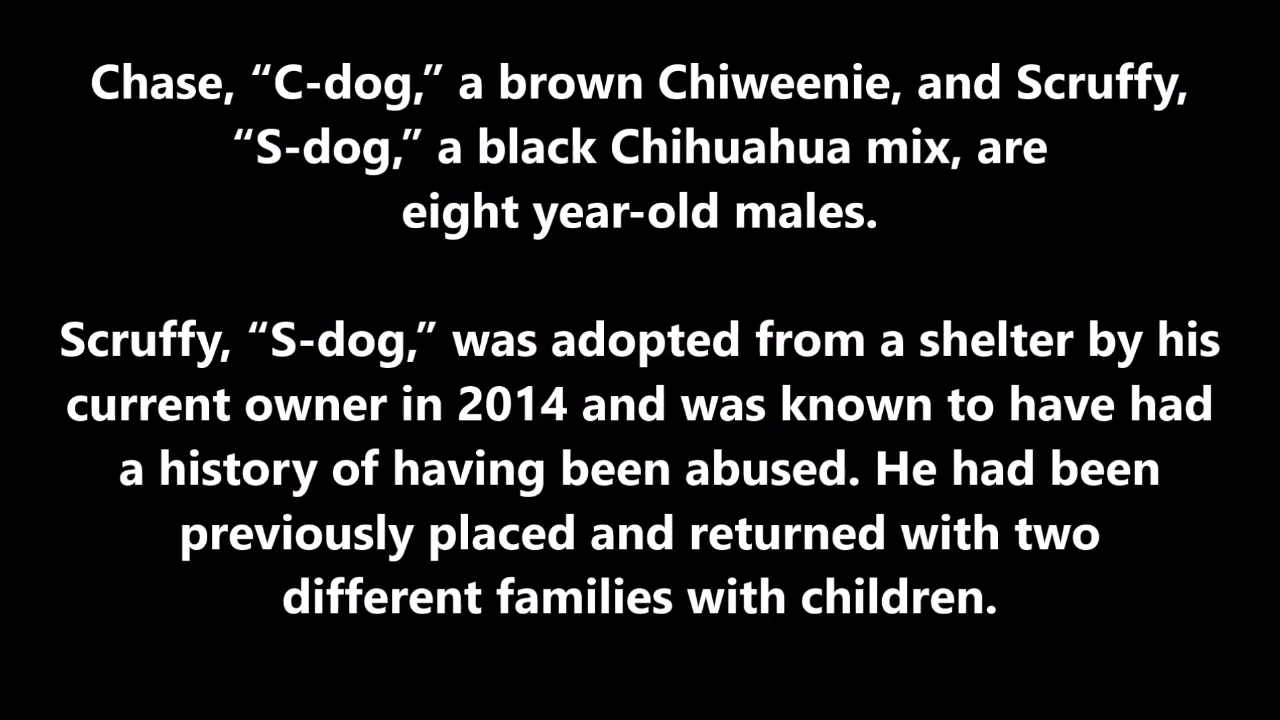 Chase, “C-dog,” a brown Chiweenie, and Scruffy,
“S-dog,” a black Chihuahua mix, are
eight year-old males.
Scruffy, “S-dog,” was adopted from a shelter by his
current owner in 2014 and was known to have had
a history of having been abused. He had been
previously placed and returned with two
different families with children.